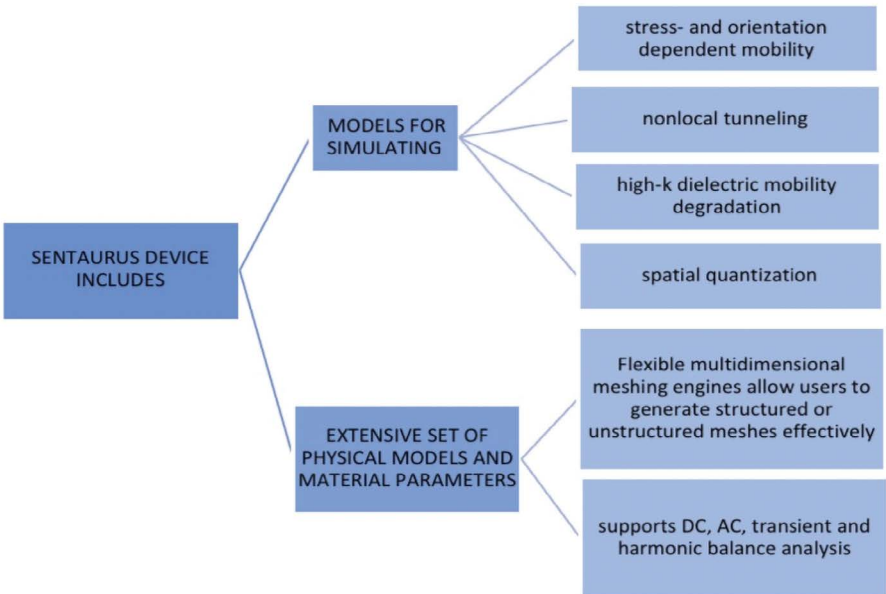 SENTAURUS DEVICE
INCLUDES
MODELS FOR
SIMULATING
stress- and orientation
dependent mobility
nonlocal tunneling
high-k dielectric mobility
degradation
spatial quantization
EXTENSIVE SET OF
PHYSICAL MODELS AND
MATERIAL PARAMETERS
Flexible multidimensional
meshing engines allow users to
generate structured or
unstructured meshes effectively
supports DC, AC, transient and
harmonic balance analysis